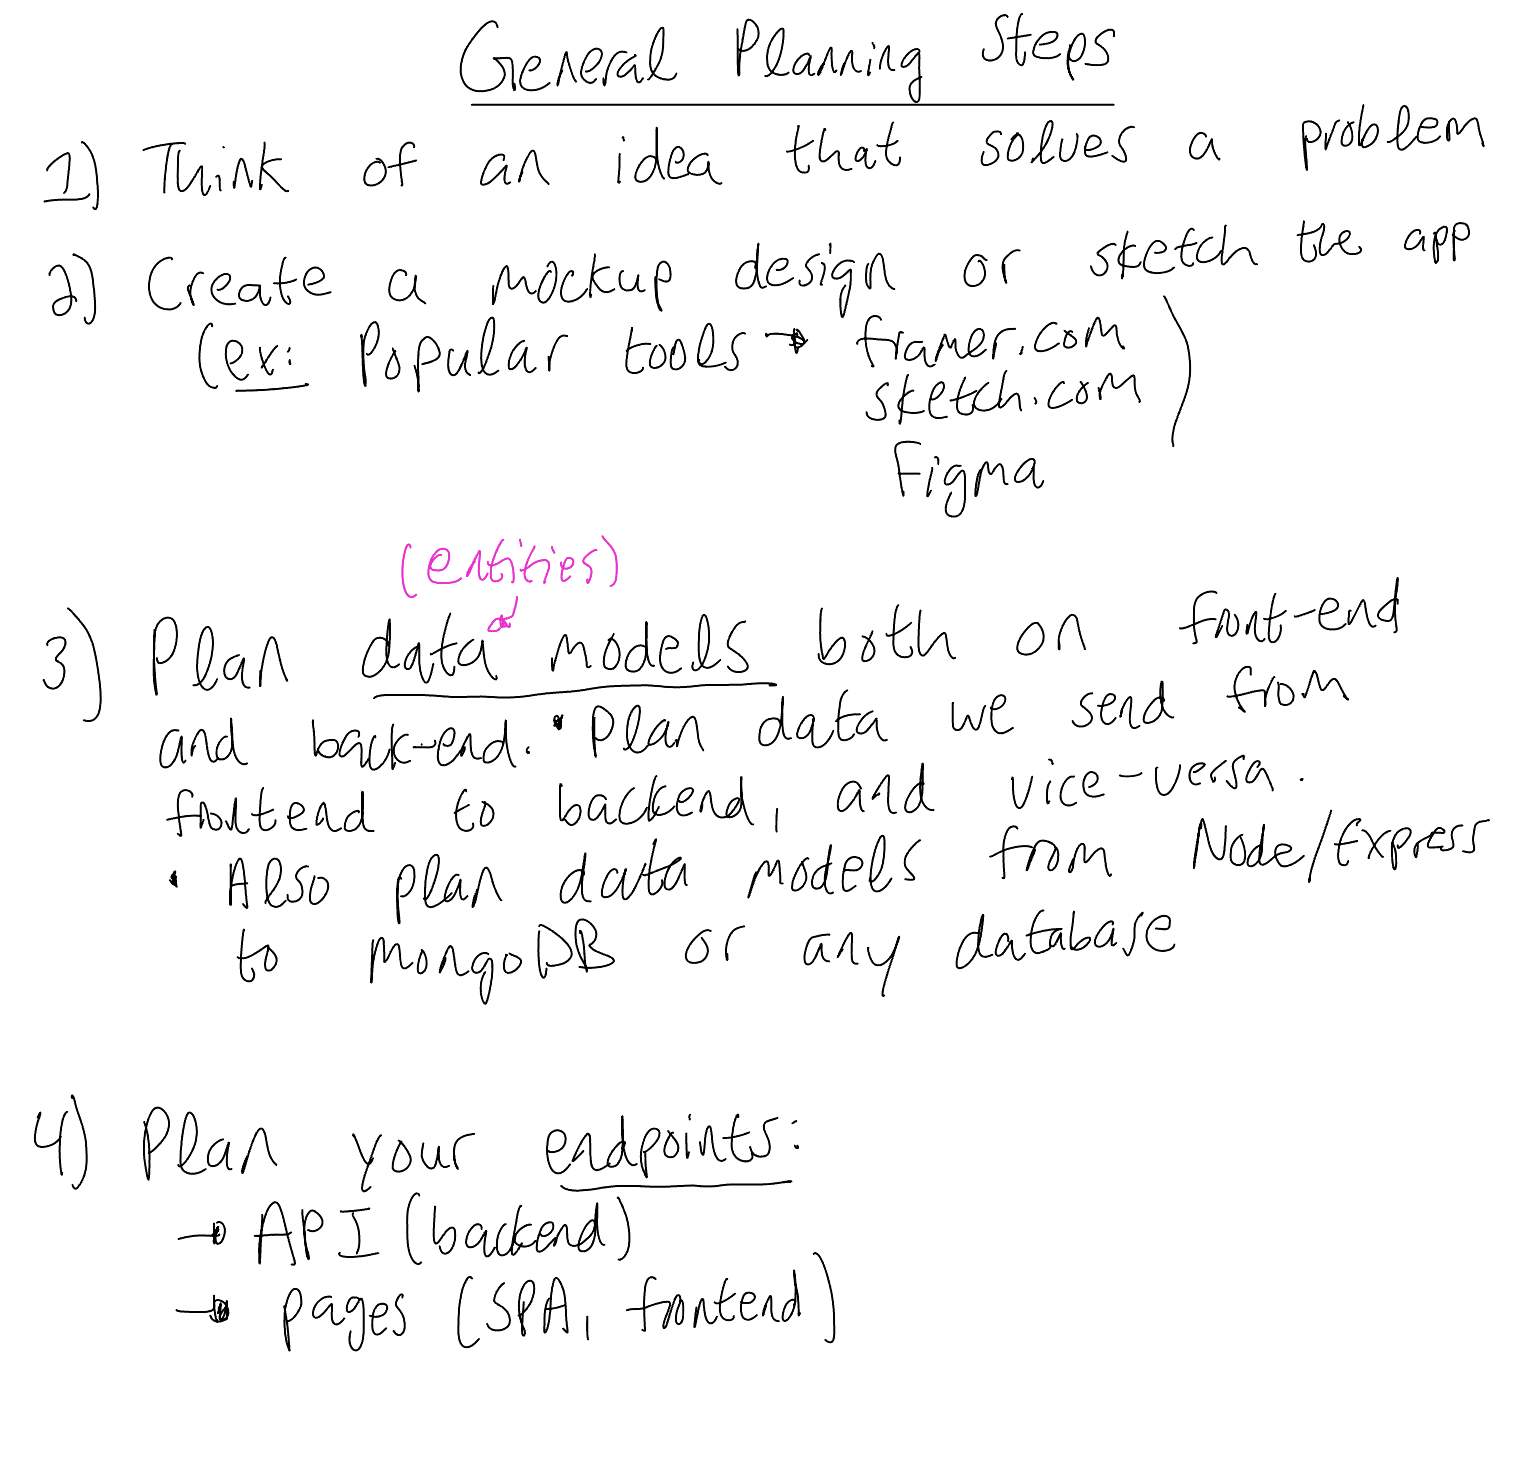 General Planning Steps
1) Think of an idea that solves a problem
2) Create a mockup design or sketch the app
(ex: Popular tools → framer.com
sketch.com)
Figma
(entities)
3) Plan data models both on front-end
and back-end. • Plan data we send from
frontend to backend, and vice-versa.
• Also plan data models from Node/Express
to MongoDB or any database
4) Plan your endpoints:
→ API (backend)
→ pages (SPA, frontend)